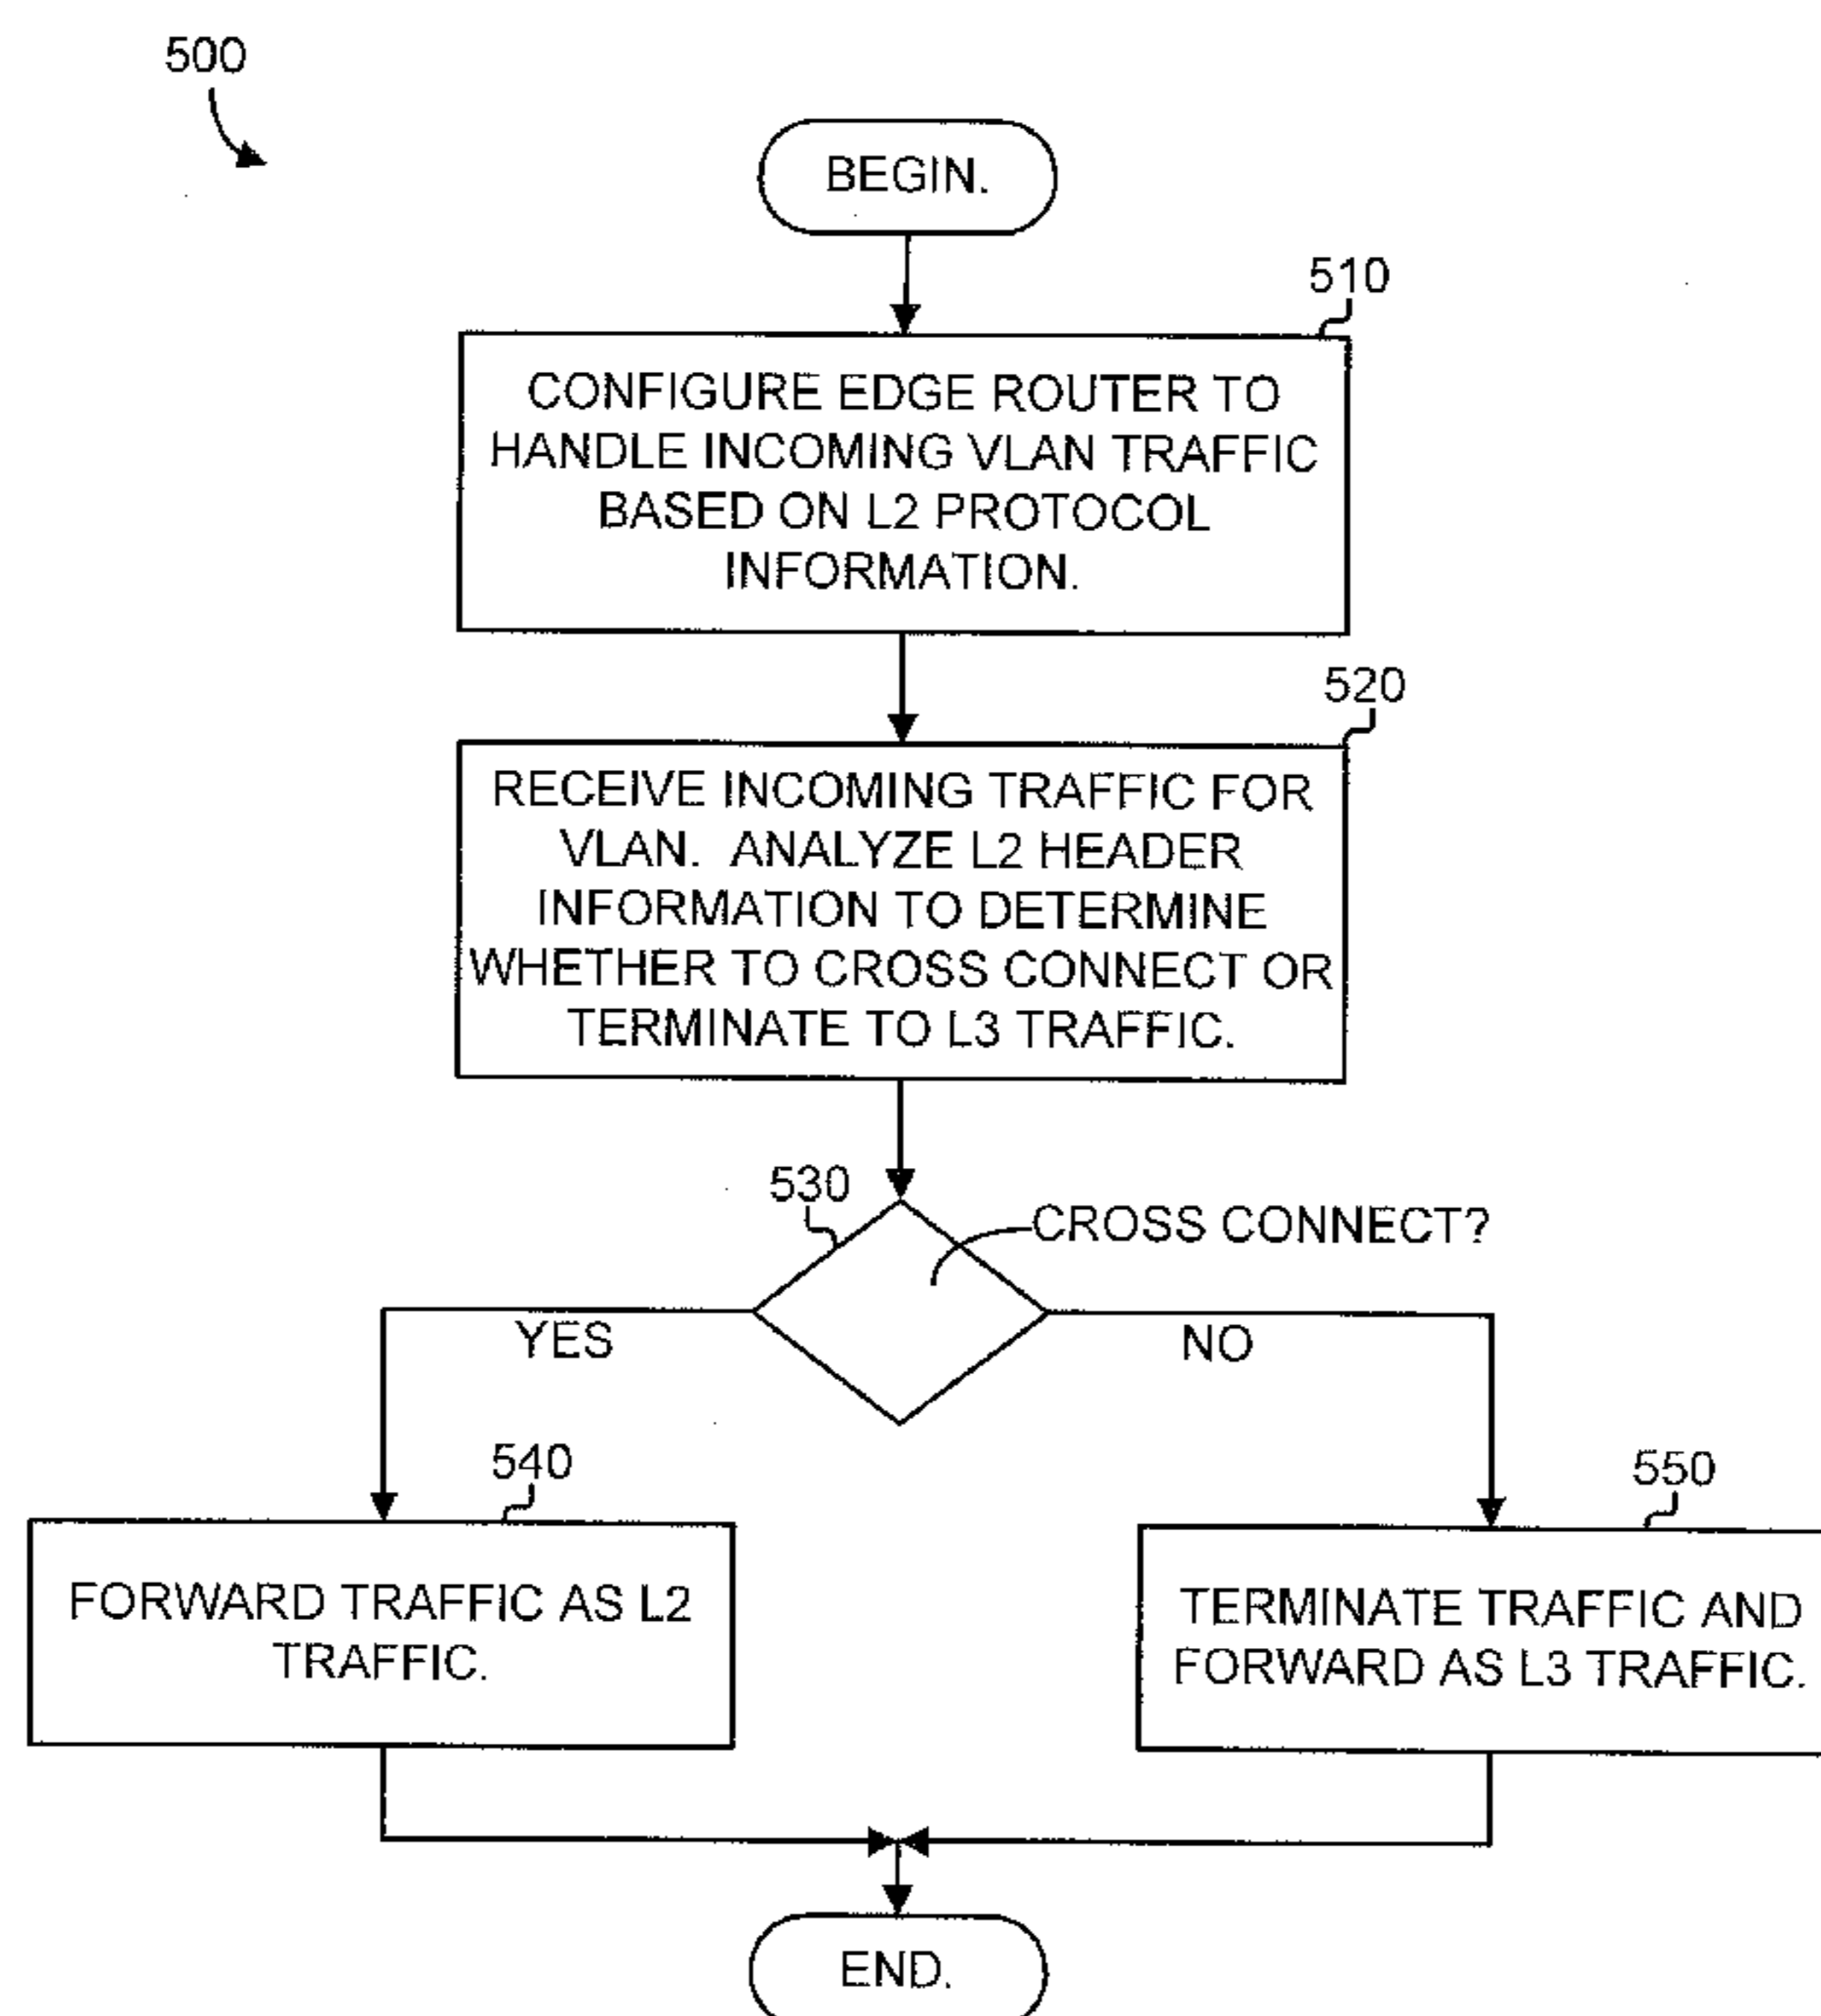 500
BEGIN.
510
CONFIGURE EDGE ROUTER TO
HANDLE INCOMING VLAN TRAFFIC
BASED ON L2 PROTOCOL
INFORMATION.
520
RECEIVE INCOMING TRAFFIC FOR
VLAN. ANALYZE L2 HEADER
INFORMATION TO DETERMINE
WHETHER TO CROSS CONNECT OR
TERMINATE TO L3 TRAFFIC.
530
CROSS CONNECT?
YES
NO
540
FORWARD TRAFFIC AS L2
TRAFFIC.
550
TERMINATE TRAFFIC AND
FORWARD AS L3 TRAFFIC.
END.